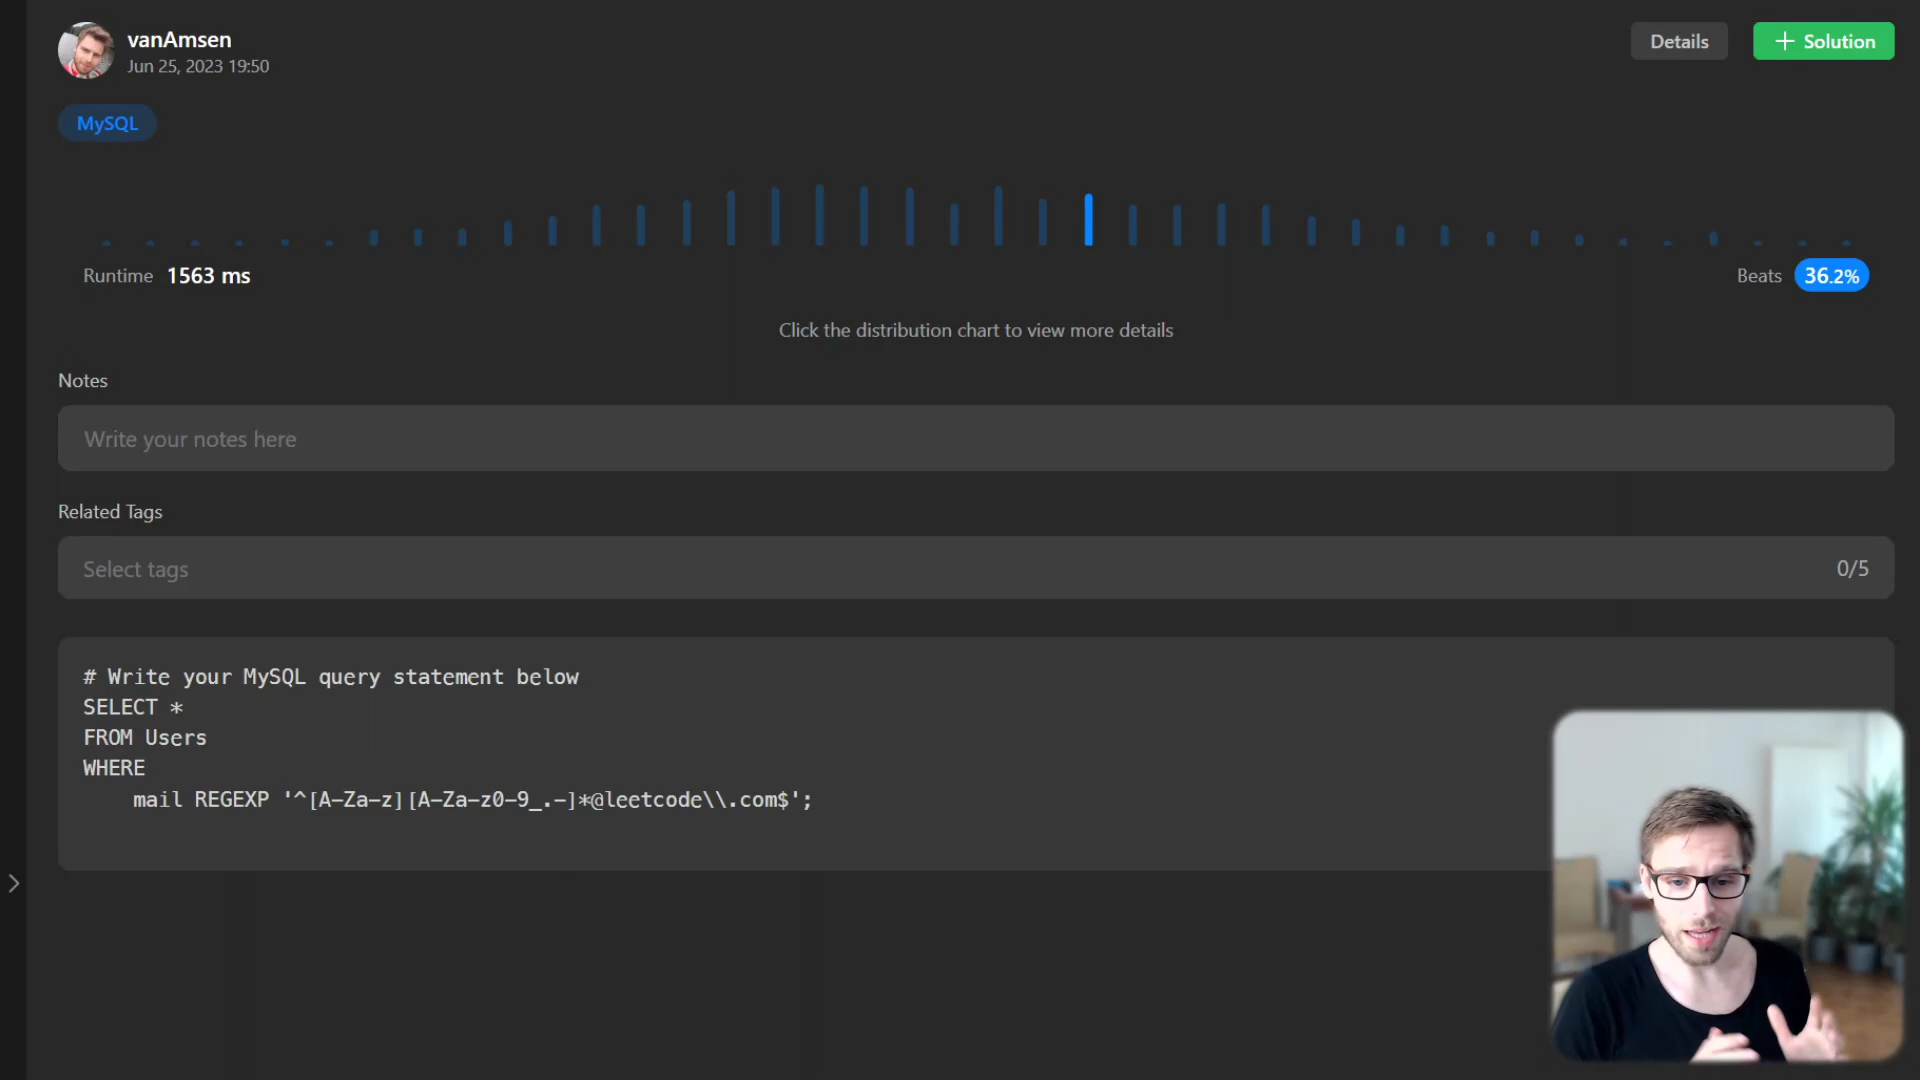 vanAmsen
Jun 25, 2023 19:50
Details
Solution
MySQL
Runtime 1563 ms
Beats 36.2%
Click the distribution chart to view more details
Notes
Write your notes here
Related Tags
Select tags
0/5
# Write your MySQL query statement below
SELECT *
FROM Users
WHERE
    mail REGEXP '^[A-Za-z][A-Za-z0-9_.-]*@leetcode\\.com$';